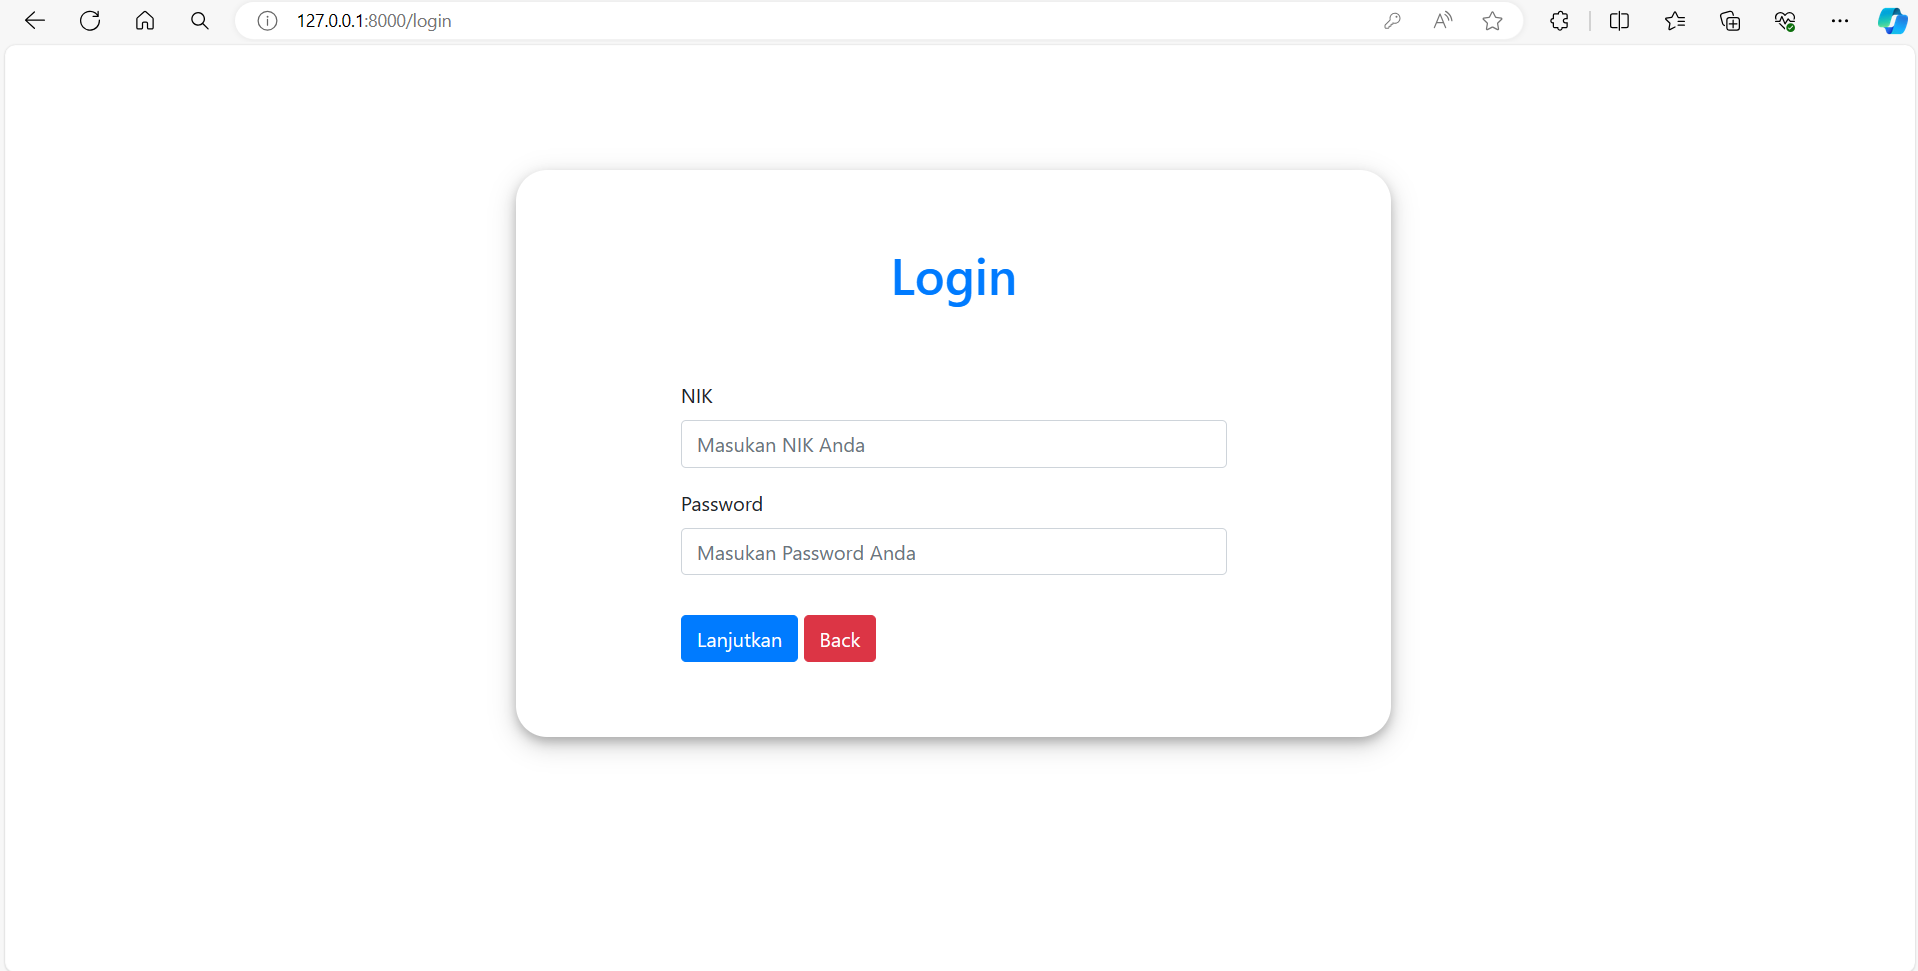 127.0.0.1:8000/login
Login
NIK
Masukan NIK Anda
Password
Masukan Password Anda
Lanjutkan Back